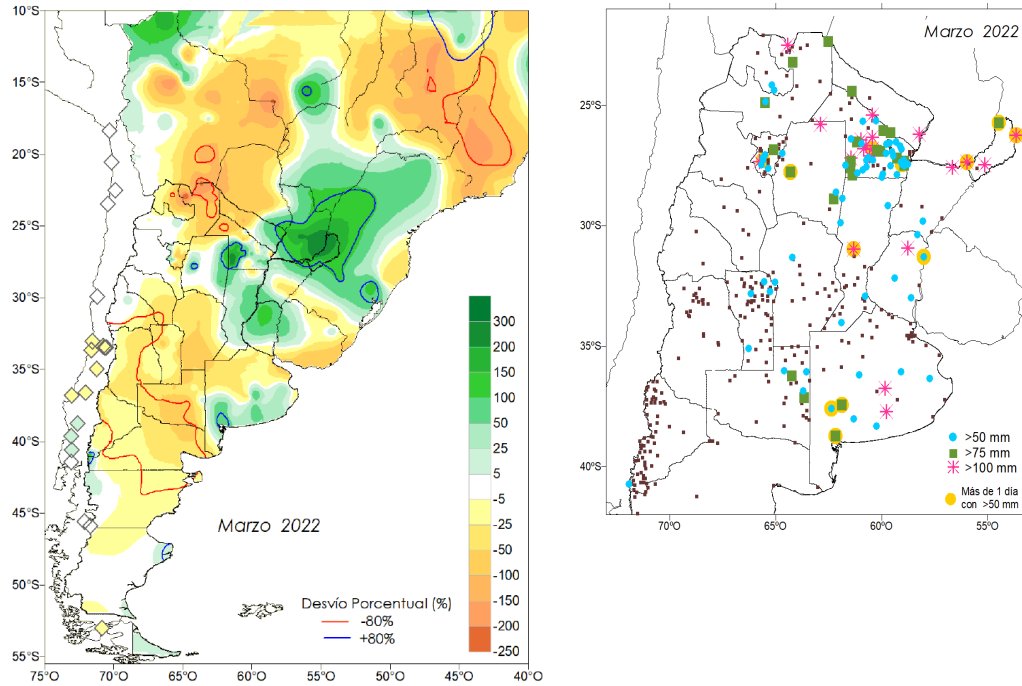 10°S
15°S
20°S
25°S
30°S
35°S
40°S
45°S
50°S
55°S
75°O
70°O
65°O
60°O
55°O
50°O
45°O
40°O
Marzo 2022
Desvío Porcentual (%)
-80%
+80%
300
200
150
100
50
25
5
-5
-25
-50
-100
-150
-200
-250
Marzo 2022
25°S
30°S
35°S
40°S
70°O
65°O
60°O
55°O
>50 mm
>75 mm
>100 mm
Más de 1 día
con >50 mm